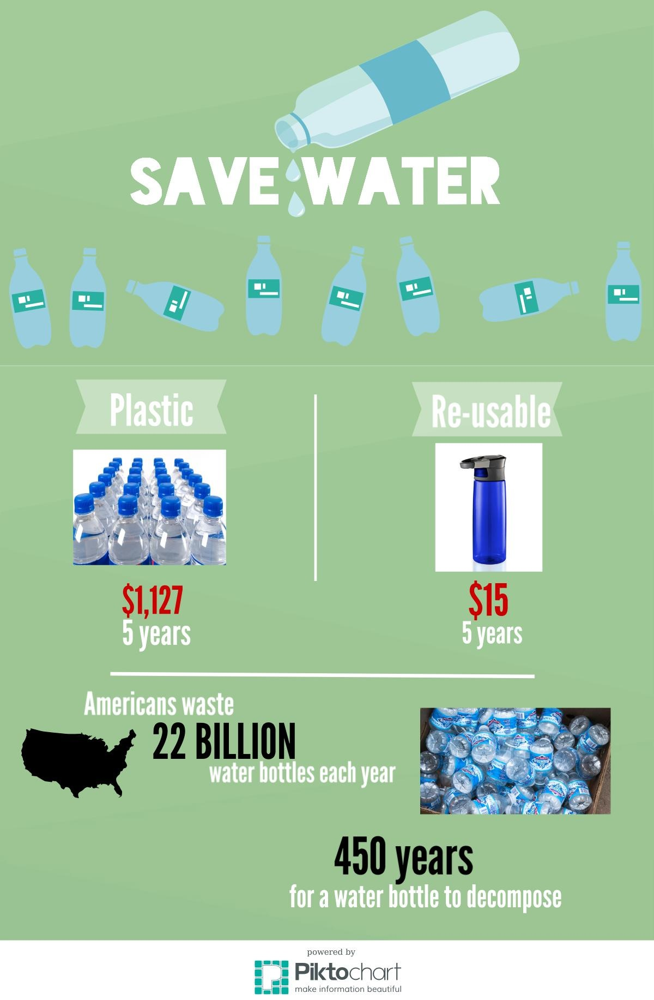 SAVE WATER
Plastic
Re-usable
$1,127
5 years
$15
5 years
Americans waste
22 BILLION
water bottles each year
450 years
for a water bottle to decompose
powered by
Piktochart
make information beautiful